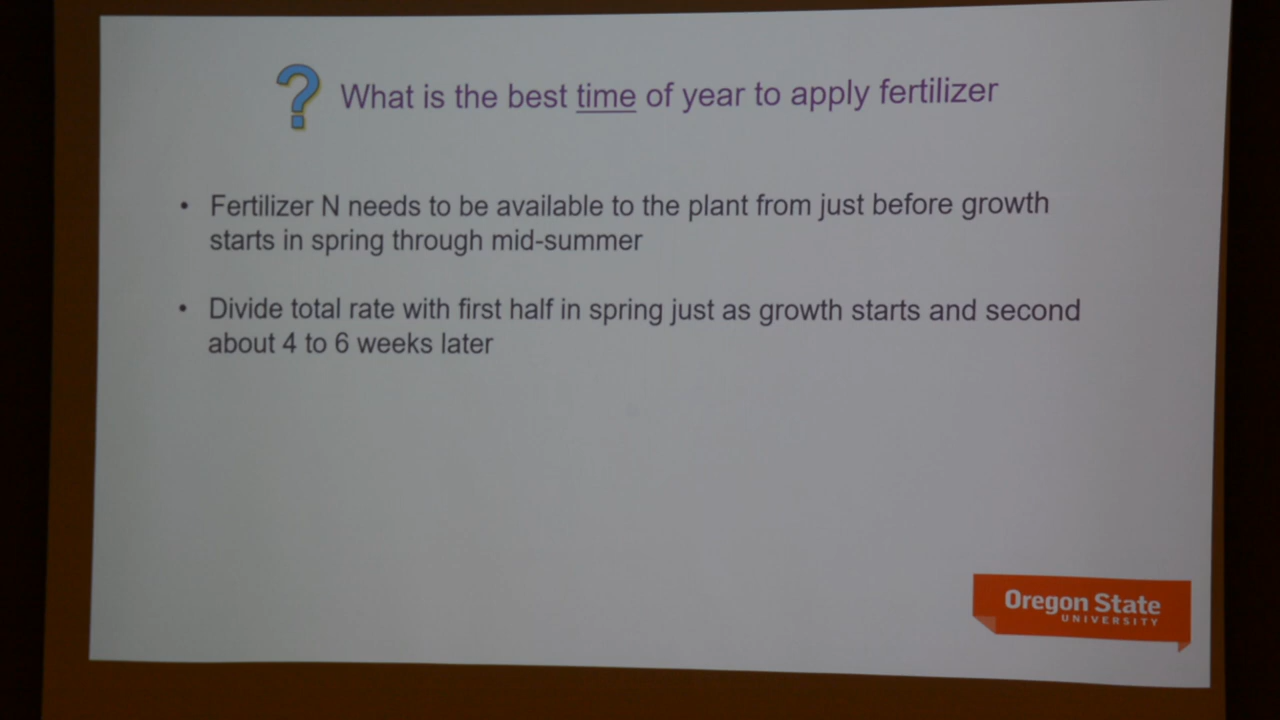 ? What is the best time of year to apply fertilizer
• Fertilizer N needs to be available to the plant from just before growth
starts in spring through mid-summer
• Divide total rate with first half in spring just as growth starts and second
about 4 to 6 weeks later
Oregon State
UNIVERSITY